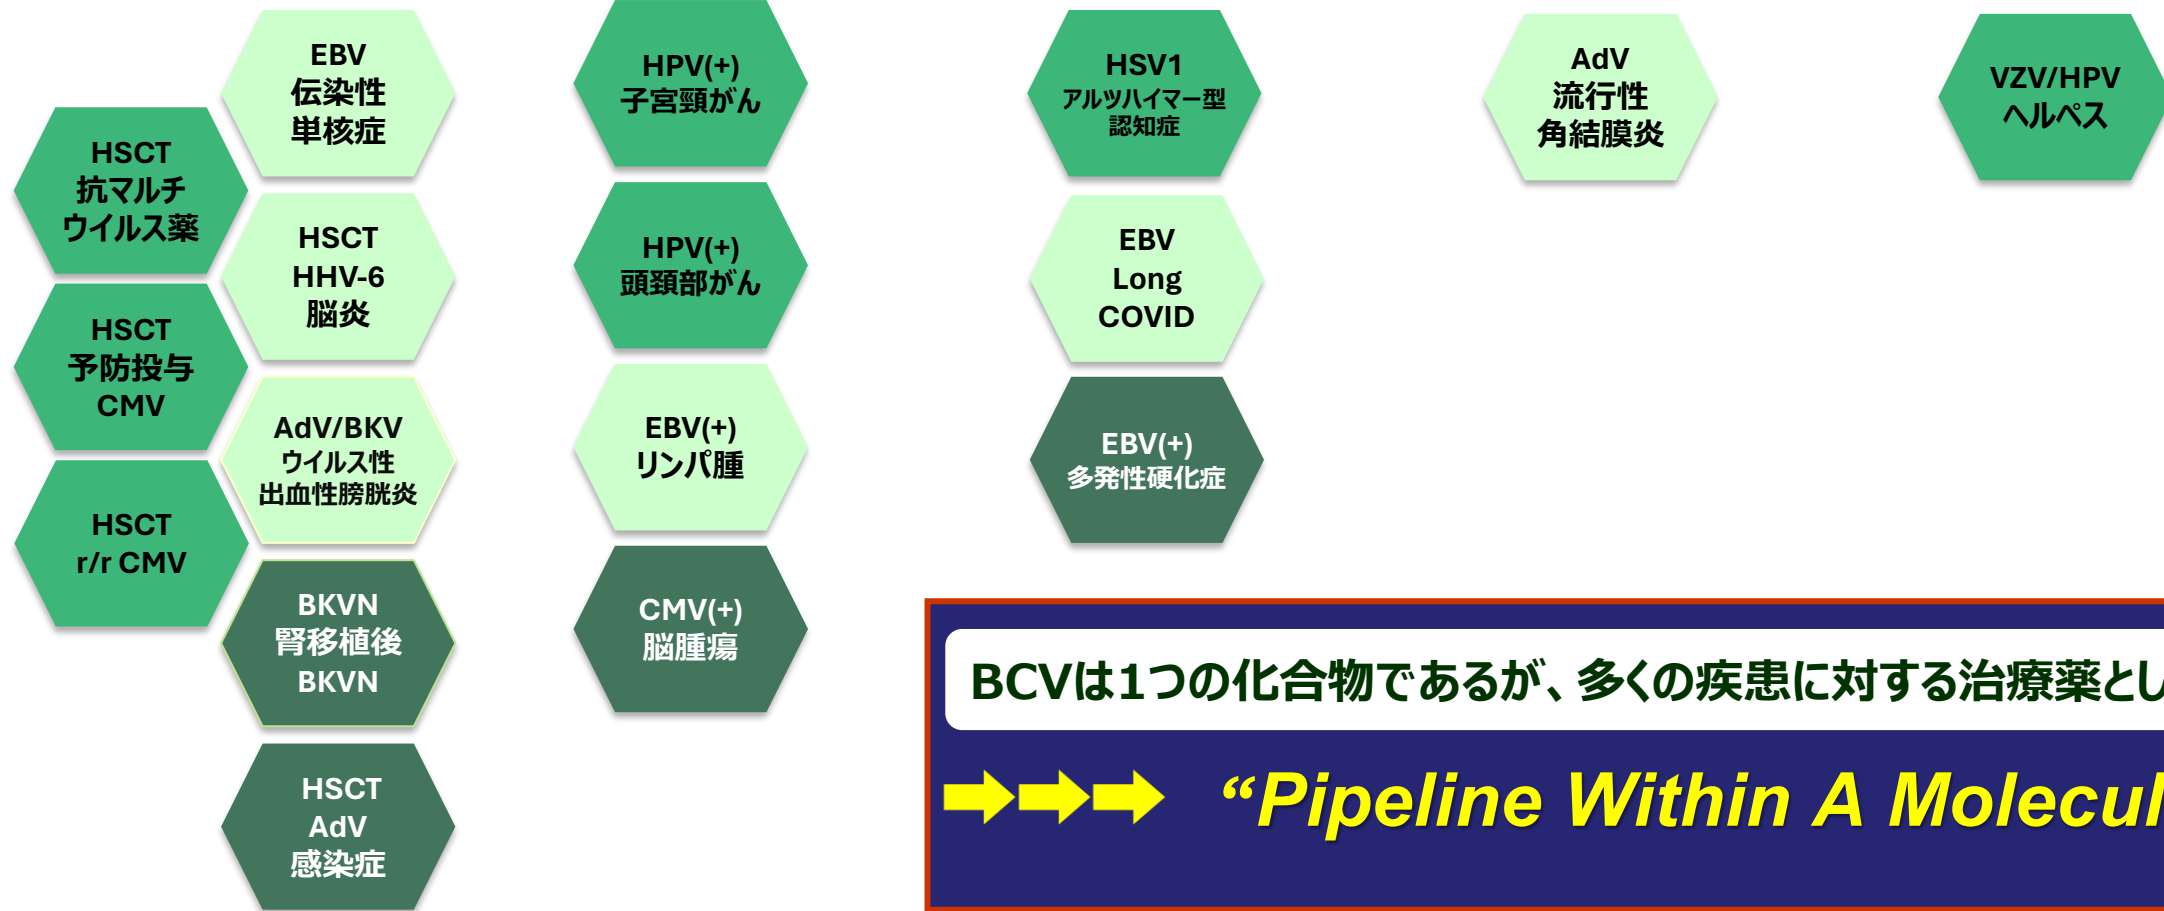 HSCT
抗マルチ
ウイルス薬
HSCT
予防投与
CMV
HSCT
r/r CMV
EBV
伝染性
単核症
HSCT
HHV-6
脳炎
AdV/BKV
ウイルス性
出血性膀胱炎
BKVN
腎移植後
BKVN
HSCT
AdV
感染症
HPV(+)
子宮頸がん
HPV(+)
頭頚部がん
EBV(+)
リンパ腫
CMV(+)
脳腫瘍
HSV1
アルツハイマー型
認知症
EBV
Long
COVID
EBV(+)
多発性硬化症
AdV
流行性
角結膜炎
VZV/HPV
ヘルペス
BCVは1つの化合物であるが、多くの疾患に対する治療薬とし
“Pipeline Within A Molecul